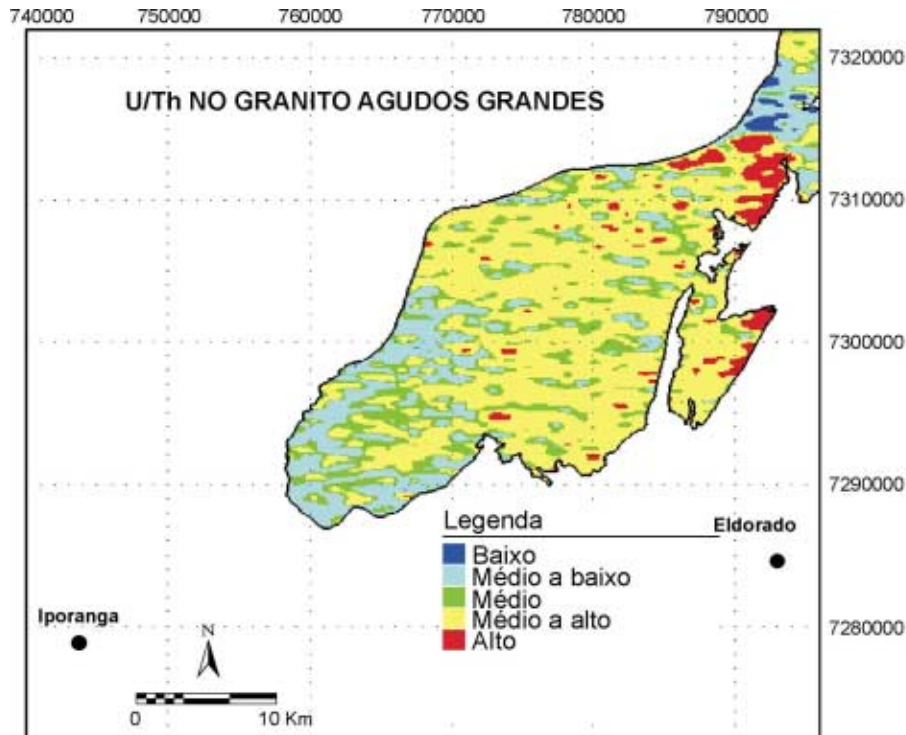 740000 750000 760000 770000 780000 790000
7320000
U/Th NO GRANITO AGUDOS GRANDES
7310000
7300000
7290000
Legenda
Baixo
Médio a baixo
Médio
Médio a alto
Alto
Eldorado
Iporanga
7280000
N
0 10 Km